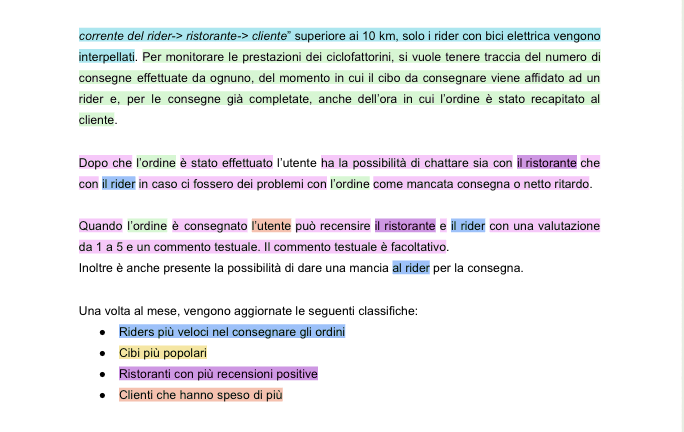 corrente del rider-> ristorante-> cliente” superiore ai 10 km, solo i rider con bici elettrica vengono
interpellati. Per monitorare le prestazioni dei ciclofattorini, si vuole tenere traccia del numero di
consegne effettuate da ognuno, del momento in cui il cibo da consegnare viene affidato ad un
rider e, per le consegne già completate, anche dell’ora in cui l’ordine è stato recapitato al
cliente.
Dopo che l’ordine è stato effettuato l’utente ha la possibilità di chattare sia con il ristorante che
con il rider in caso ci fossero dei problemi con l’ordine come mancata consegna o netto ritardo.
Quando l’ordine è consegnato l’utente può recensire il ristorante e il rider con una valutazione
da 1 a 5 e un commento testuale. Il commento testuale è facoltativo.
Inoltre è anche presente la possibilità di dare una mancia al rider per la consegna.
Una volta al mese, vengono aggiornate le seguenti classifiche:
● Riders più veloci nel consegnare gli ordini
● Cibi più popolari
● Ristoranti con più recensioni positive
● Clienti che hanno speso di più